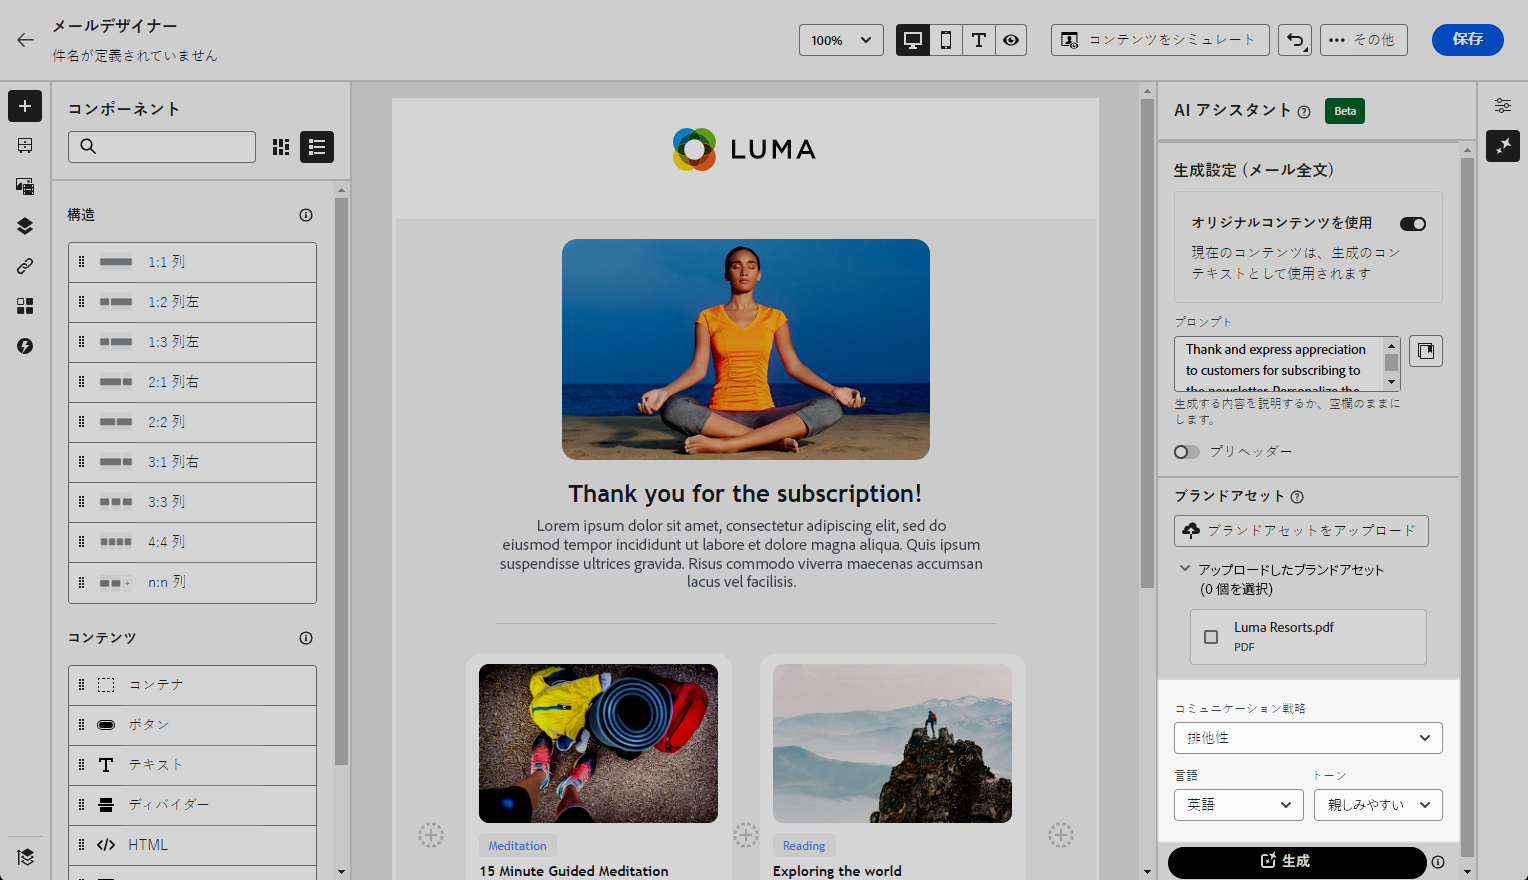 メールデザイナー
件名が定義されていません
100%
コンテンツをシミュレート
その他
保存
コンポーネント
構造
1:1 列
1:2 列左
1:3 列左
2:1 列右
2:2 列
3:1 列右
3:3 列
4:4 列
n:n 列
コンテンツ
コンテナ
ボタン
テキスト
ディバイダー
HTML
LUMA
Thank you for the subscription!
Lorem ipsum dolor sit amet, consectetur adipiscing elit, sed do
eiusmod tempor incididunt ut labore et dolore magna aliqua. Quis ipsum
suspendisse ultrices gravida. Risus commodo viverra maecenas accumsan
lacus vel facilisis.
Meditation
15 Minute Guided Meditation
Reading
Exploring the world
AI アシスタント
Beta
生成設定 (メール全文)
オリジナルコンテンツを使用
現在のコンテンツは、生成のコン
テキストとして使用されます
プロンプト
Thank and express appreciation
to customers for subscribing to
the newsletter. Personalize the
生成する内容を説明するか、空欄のままに
します。
プリヘッダー
ブランドアセット
ブランドアセットをアップロード
アップロードしたブランドアセット
(0 個を選択)
Luma Resorts.pdf
PDF
コミュニケーション戦略
排他性
言語
トーン
英語
親しみやすい
生成